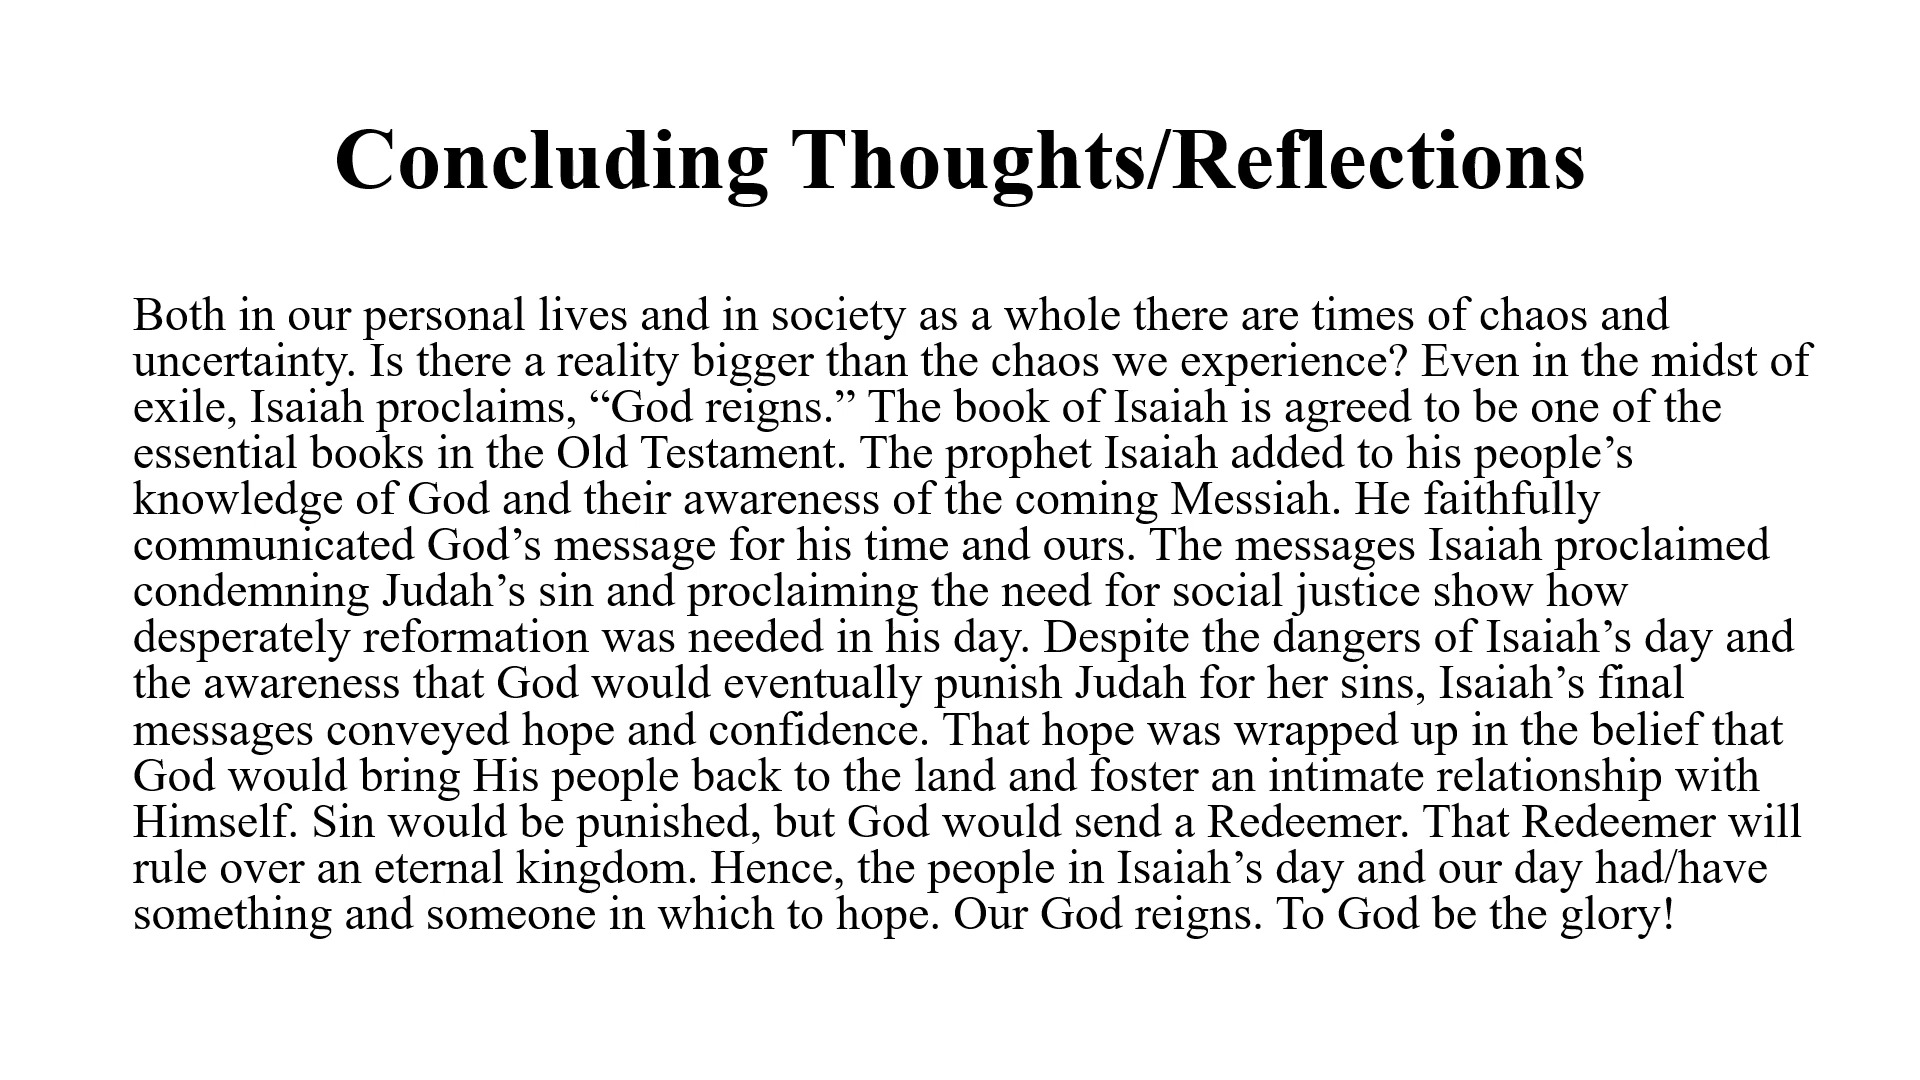 Concluding Thoughts/Reflections
Both in our personal lives and in society as a whole there are times of chaos and
uncertainty. Is there a reality bigger than the chaos we experience? Even in the midst of
exile, Isaiah proclaims, “God reigns.” The book of Isaiah is agreed to be one of the
essential books in the Old Testament. The prophet Isaiah added to his people’s
knowledge of God and their awareness of the coming Messiah. He faithfully
communicated God’s message for his time and ours. The messages Isaiah proclaimed
condemning Judah’s sin and proclaiming the need for social justice show how
desperately reformation was needed in his day. Despite the dangers of Isaiah’s day and
the awareness that God would eventually punish Judah for her sins, Isaiah’s final
messages conveyed hope and confidence. That hope was wrapped up in the belief that
God would bring His people back to the land and foster an intimate relationship with
Himself. Sin would be punished, but God would send a Redeemer. That Redeemer will
rule over an eternal kingdom. Hence, the people in Isaiah’s day and our day had/have
something and someone in which to hope. Our God reigns. To God be the glory!